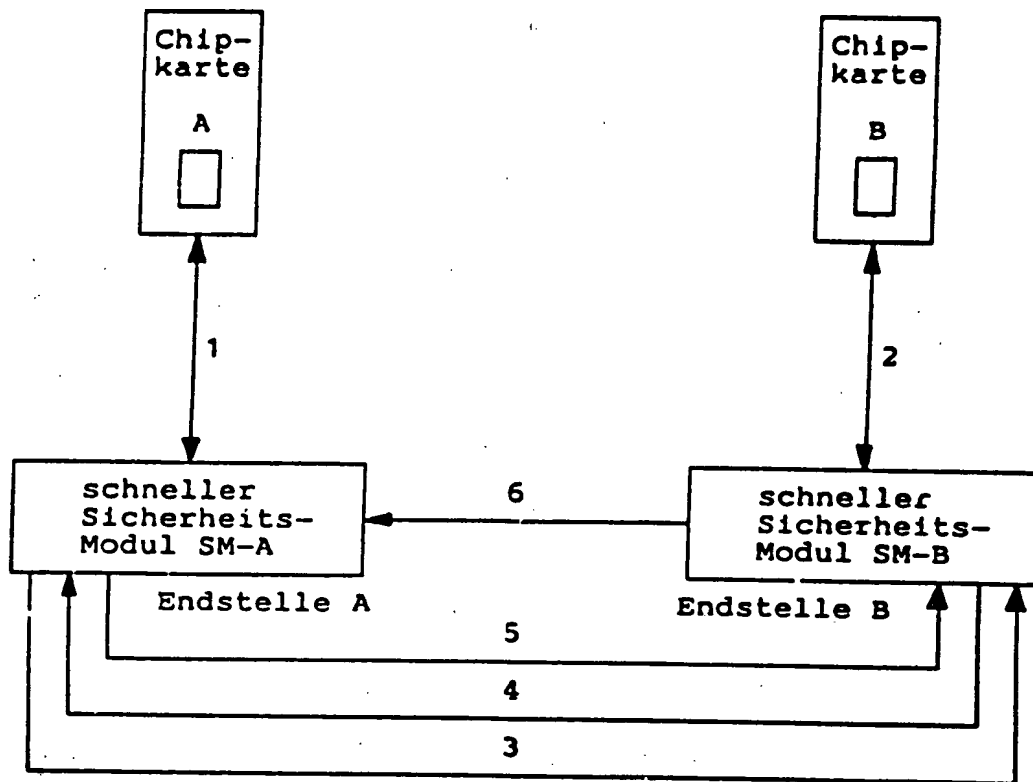 Chip-
karte
A
Chip-
karte
B
1
2
schneller
Sicherheits-
Modul SM-A
6
schneller
Sicherheits-
Modul SM-B
Endstelle A
Endstelle B
5
4
3